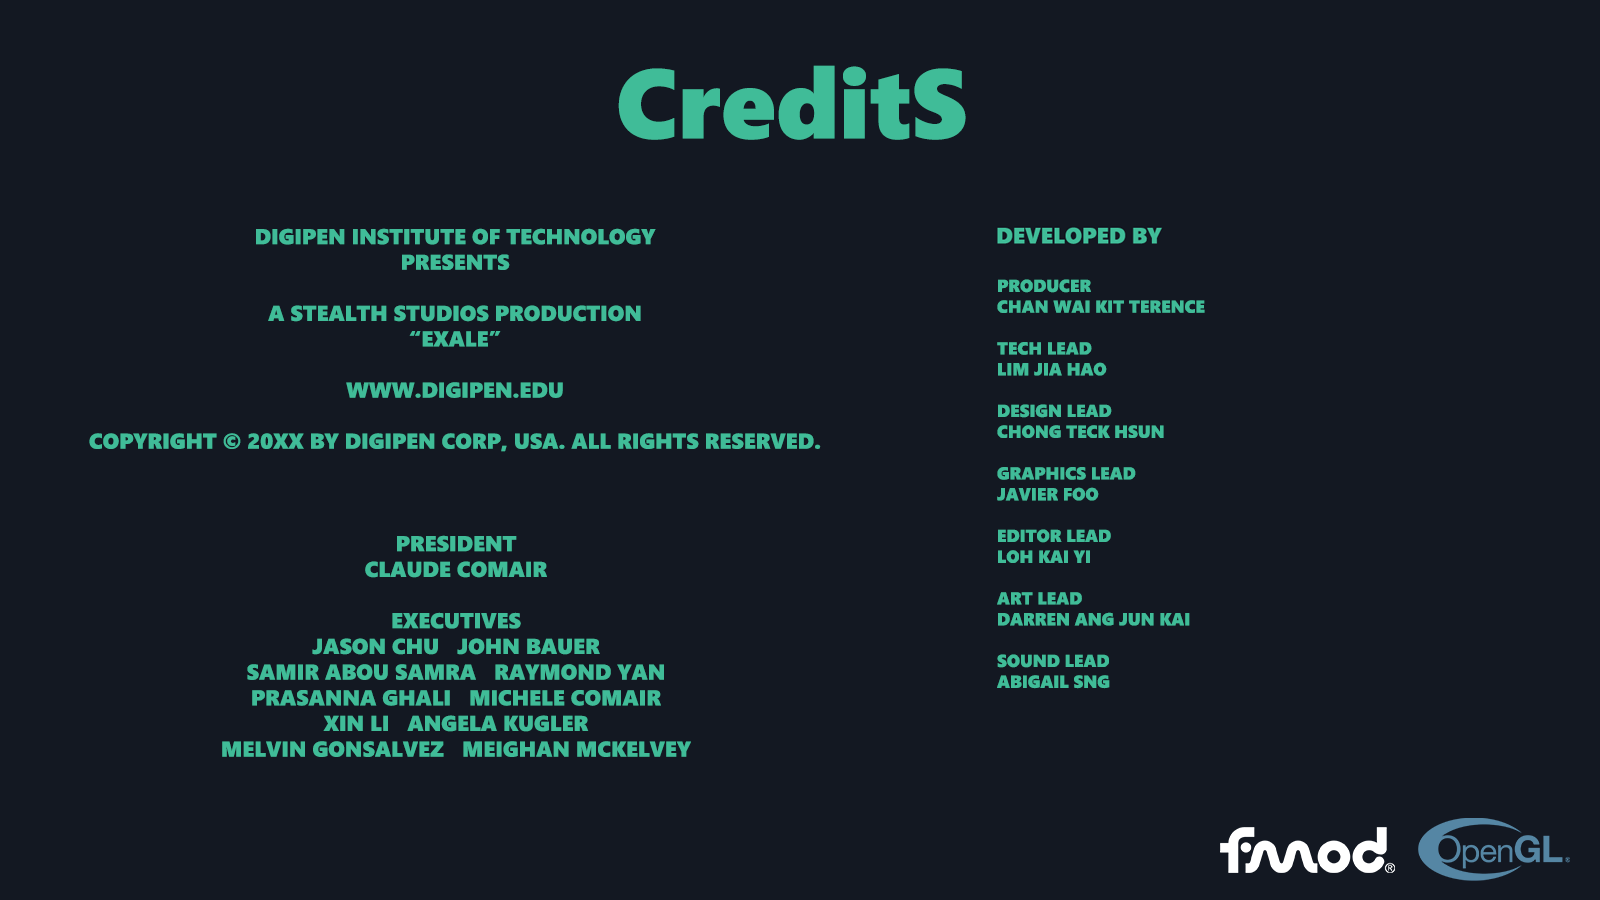 CreditS
DIGIPEN INSTITUTE OF TECHNOLOGY
PRESENTS
A STEALTH STUDIOS PRODUCTION
“EXALE”
WWW.DIGIPEN.EDU
COPYRIGHT © 20XX BY DIGIPEN CORP, USA. ALL RIGHTS RESERVED.
PRESIDENT
CLAUDE COMAIR
EXECUTIVES
JASON CHU JOHN BAUER
SAMIR ABOU SAMRA RAYMOND YAN
PRASANNA GHALI MICHELE COMAIR
XIN LI ANGELA KUGLER
MELVIN GONSALVEZ MEIGHAN MCKELVEY
DEVELOPED BY
PRODUCER
CHAN WAI KIT TERENCE
TECH LEAD
LIM JIA HAO
DESIGN LEAD
CHONG TECK HSUN
GRAPHICS LEAD
JAVIER FOO
EDITOR LEAD
LOH KAI YI
ART LEAD
DARREN ANG JUN KAI
SOUND LEAD
ABIGAIL SNG
fmod®
OpenGL®